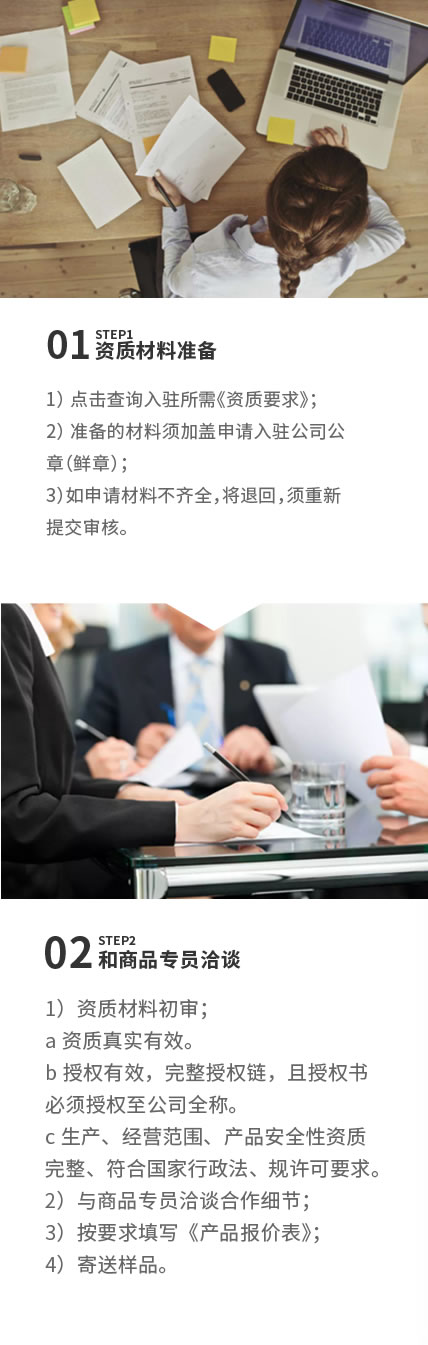 01 STEP1
资质材料准备
1） 点击查询入驻所需《资质要求》；
2） 准备的材料须加盖申请入驻公司公
章（鲜章）；
3）如申请材料不齐全，将退回，须重新
提交审核。
02 STEP2
和商品专员洽谈
1）资质材料初审；
a 资质真实有效。
b 授权有效，完整授权链，且授权书
必须授权至公司全称。
c 生产、经营范围、产品安全性资质
完整、符合国家行政法、规许可要求。
2）与商品专员洽谈合作细节；
3）按要求填写《产品报价表》；
4）寄送样品。